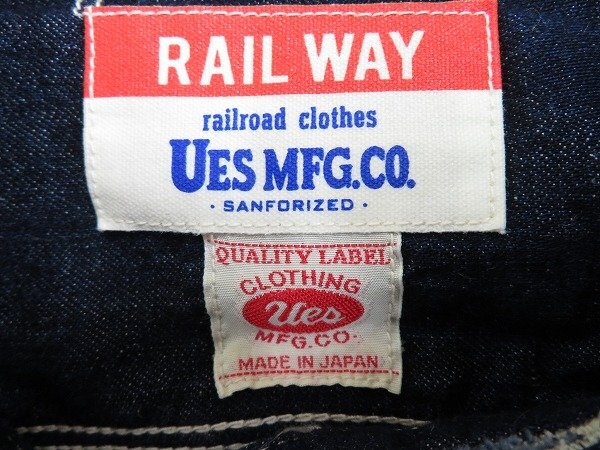 RAIL WAY
railroad clothes
UES MFG.CO.
· SANFORIZED ·
QUALITY LABEL
CLOTHING
Ues
MFG.CO.
MADE IN JAPAN